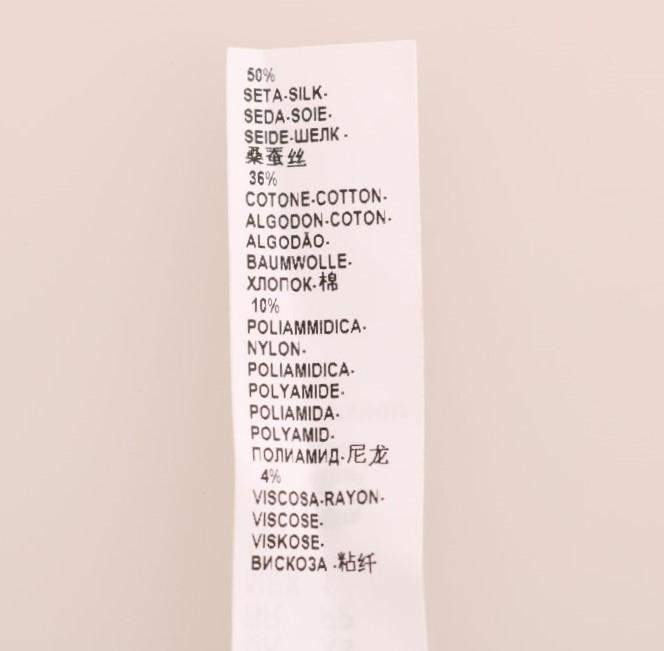 50%
SETA-SILK-
SEDA-SOIE-
SEIDE-ШЕЛК -
桑蚕丝
36%
COTONE-COTTON-
ALGODON-COTON-
ALGODÃO-
BAUMWOLLE-
ХЛОПОК-棉
10%
POLIAMMIDICA-
NYLON-
POLIAMIDICA-
POLYAMIDE-
POLIAMIDA-
POLYAMID-
ПОЛИАМИД-尼龙
4%
VISCOSA-RAYON-
VISCOSE-
VISKOSE-
ВИСКОЗА -粘纤